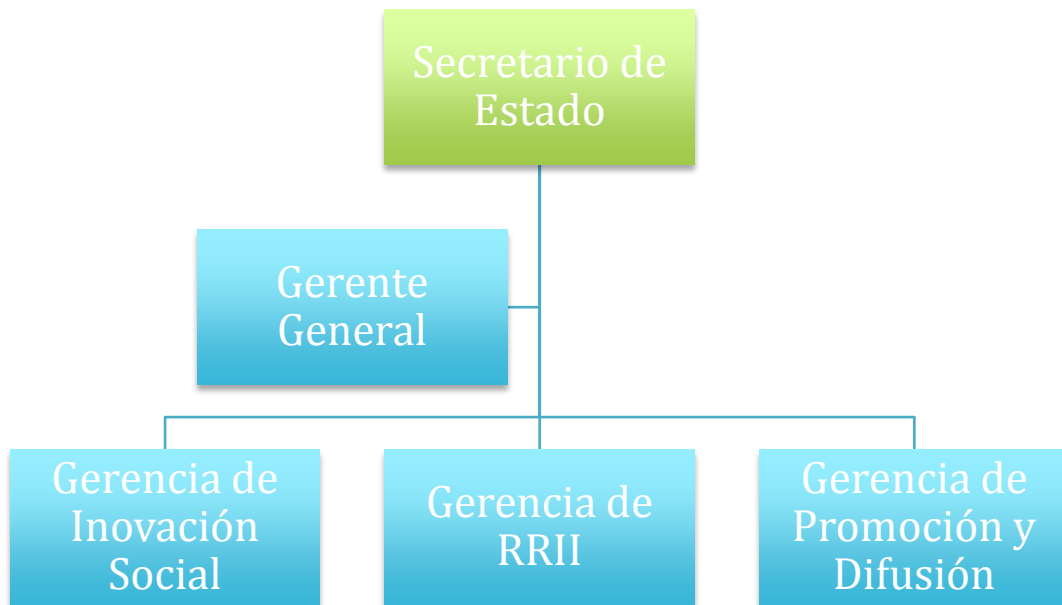 Secretario de
Estado
Gerente
General
Gerencia de
Inovación
Social
Gerencia de
RRII
Gerencia de
Promoción y
Difusión